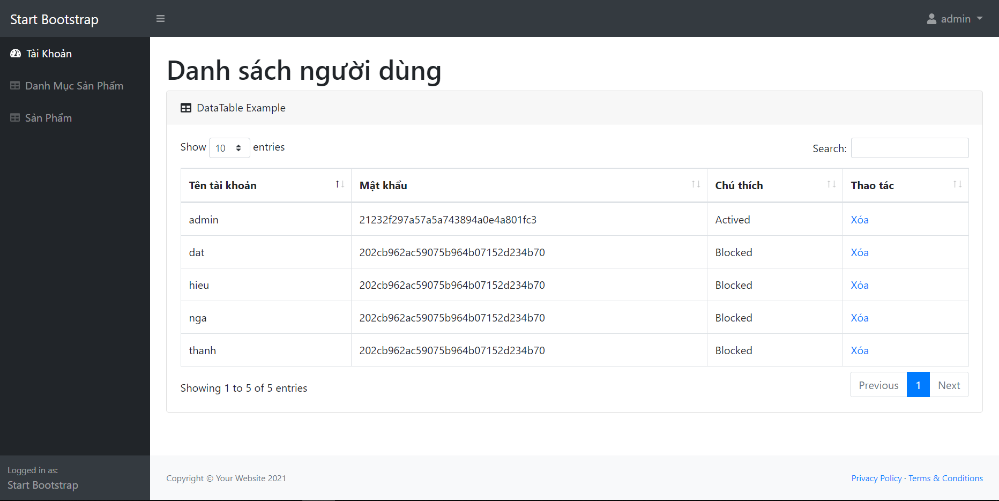 Start Bootstrap
admin
Tài Khoản
Danh Mục Sản Phẩm
Sản Phẩm
Danh sách người dùng
DataTable Example
Show 10 entries
Search:
Tên tài khoản Mật khẩu Chú thích Thao tác
admin 21232f297a57a5a743894a0e4a801fc3 Actived Xóa
dat 202cb962ac59075b964b07152d234b70 Blocked Xóa
hieu 202cb962ac59075b964b07152d234b70 Blocked Xóa
nga 202cb962ac59075b964b07152d234b70 Blocked Xóa
thanh 202cb962ac59075b964b07152d234b70 Blocked Xóa
Showing 1 to 5 of 5 entries
Previous 1 Next
Logged in as:
Start Bootstrap
Copyright © Your Website 2021
Privacy Policy · Terms & Conditions